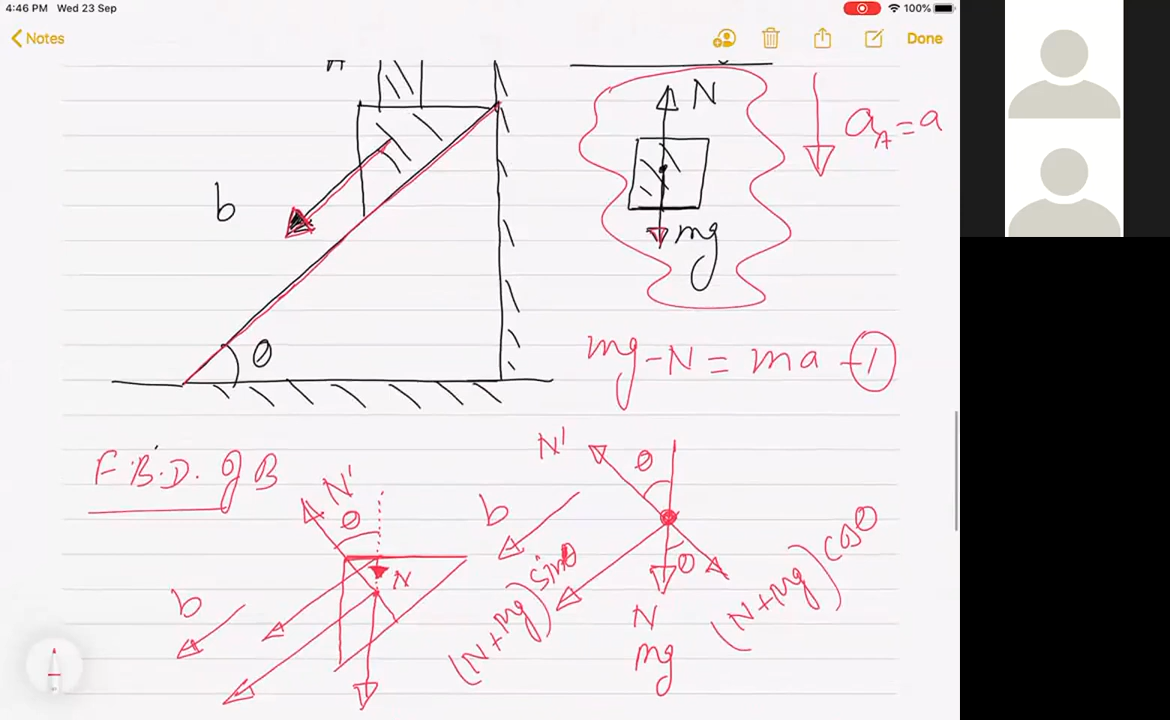 4:46 PM Wed 23 Sep
100%
Notes
Done
A
N
a_A = a
b
mg
θ
mg - N = ma - 1
F.B.D. of B
N'
θ
N
b
N'
θ
b
(N+mg) sinθ
θ
N
mg
(N+mg) cosθ